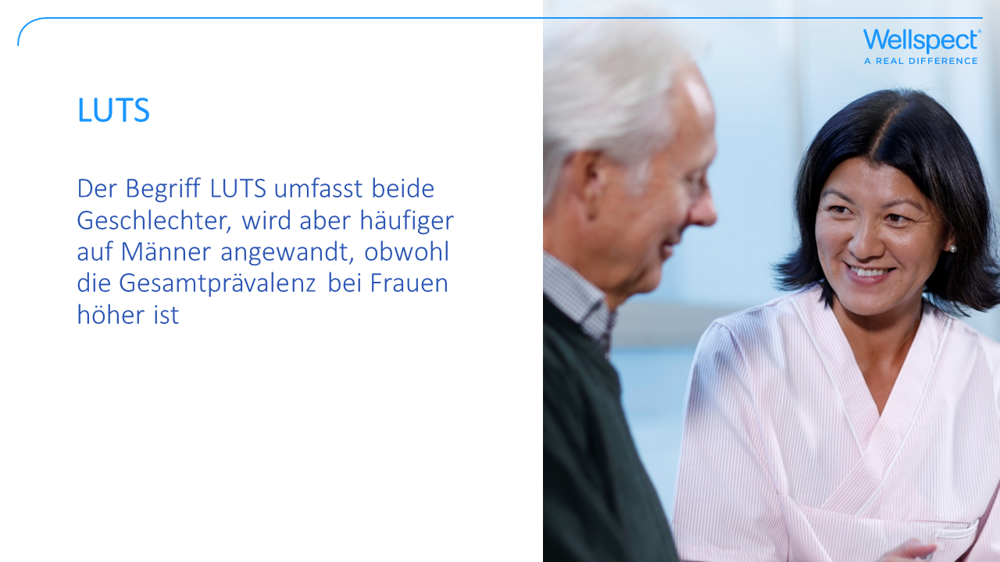 Wellspect®
A REAL DIFFERENCE
LUTS
Der Begriff LUTS umfasst beide
Geschlechter, wird aber häufiger
auf Männer angewandt, obwohl
die Gesamtprävalenz bei Frauen
höher ist